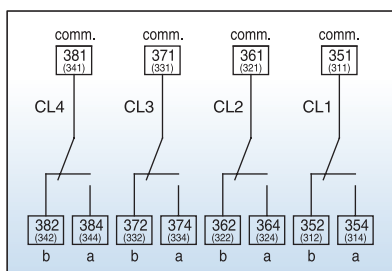 comm. comm. comm. comm.
381 371 361 351
(341) (331) (321) (311)
CL4 CL3 CL2 CL1
382 384 372 374 362 364 352 354
(342) (344) (332) (334) (322) (324) (312) (314)
b a b a b a b a